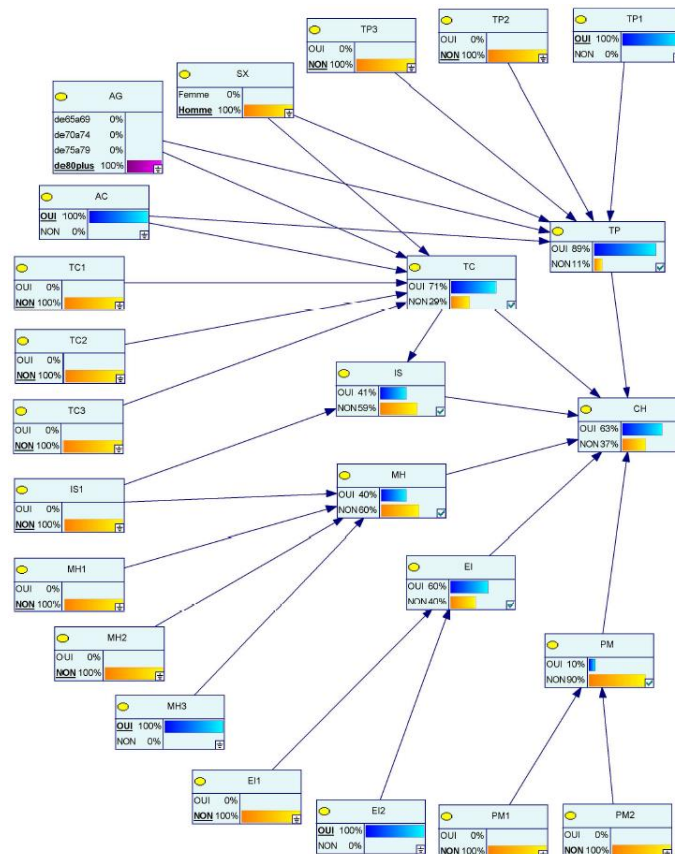 TP3
OUI 0%
NON 100%
TP2
OUI 0%
NON 100%
TP1
OUI 100%
NON 0%
SX
Femme 0%
Homme 100%
AG
de65a69 0%
de70a74 0%
de75a79 0%
de80plus 100%
AC
OUI 100%
NON 0%
TP
OUI 89%
NON 11%
TC1
OUI 0%
NON 100%
TC
OUI 71%
NON 29%
TC2
OUI 0%
NON 100%
IS
OUI 41%
NON 59%
TC3
OUI 0%
NON 100%
CH
OUI 63%
NON 37%
IS1
OUI 0%
NON 100%
MH
OUI 40%
NON 60%
MH1
OUI 0%
NON 100%
EI
OUI 60%
NON 40%
MH2
OUI 0%
NON 100%
PM
OUI 10%
NON 90%
MH3
OUI 100%
NON 0%
EI1
OUI 0%
NON 100%
EI2
OUI 100%
NON 0%
PM1
OUI 0%
NON 100%
PM2
OUI 0%
NON 100%